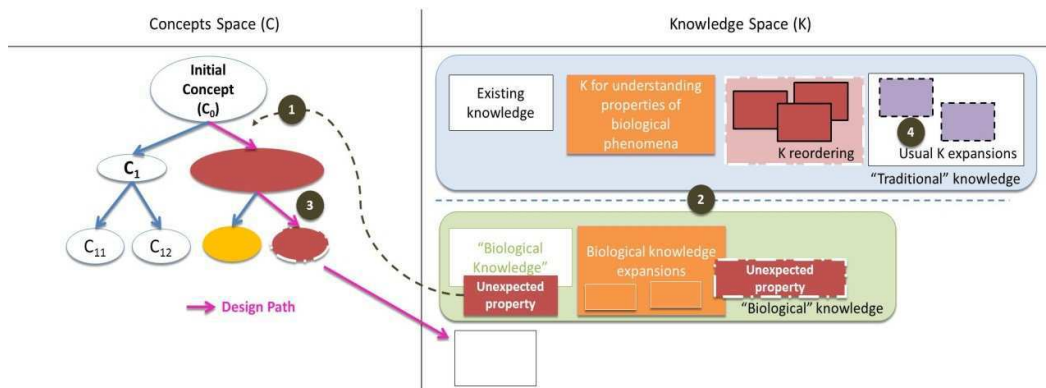 Concepts Space (C)
Knowledge Space (K)
Initial
Concept
(C₀)
1
C₁
3
C₁₁
C₁₂
Design Path
Existing
knowledge
K for understanding
properties of
biological
phenomena
K reordering
4
Usual K expansions
“Traditional” knowledge
2
“Biological
Knowledge”
Unexpected
property
Biological knowledge
expansions
Unexpected
property
“Biological” knowledge